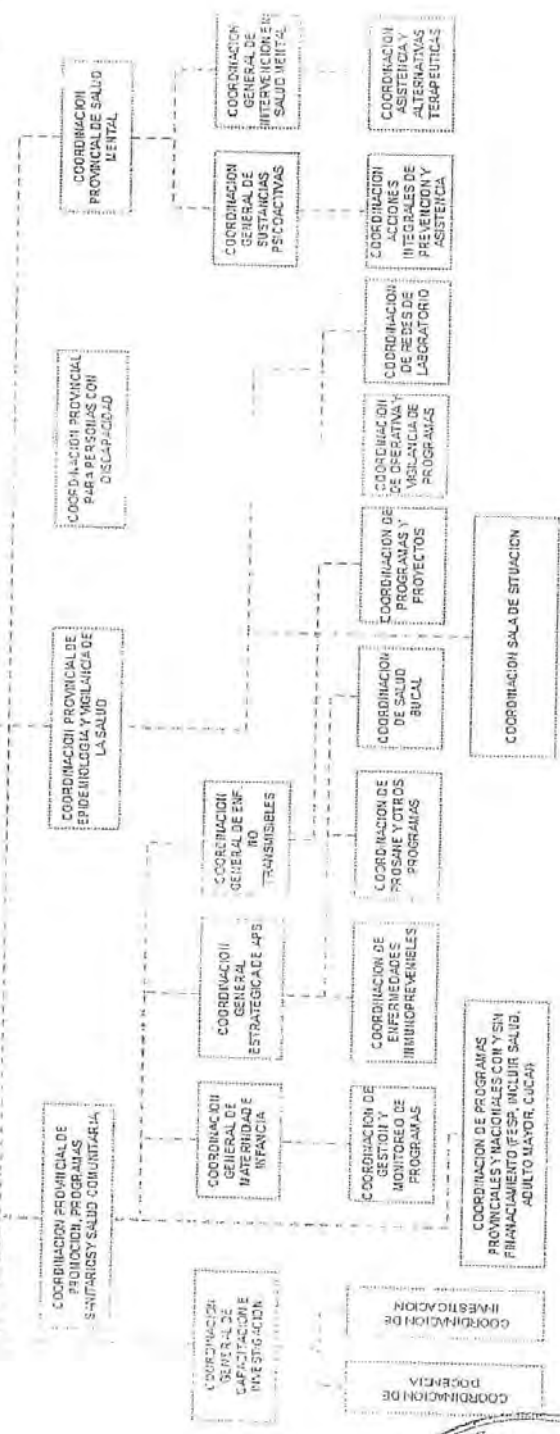 COORDINACION PROVINCIAL DE
PROMOCION, PROGRAMAS
SANITARIOS Y SALUD COMUNITARIA
COORDINACION PROVINCIAL DE
EPIDEMIOLOGIA Y VIGILANCIA DE
LA SALUD
COORDINACION PROVINCIAL
PARA PERSONAS CON
DISCAPACIDAD
COORDINACION
PROVINCIAL DE SALUD
MENTAL
COORDINACION
GENERAL DE
CAPACITACION E
INVESTIGACION
COORDINACION
GENERAL DE
MATERNIDAD E
INFANCIA
COORDINACION
GENERAL
ESTRATEGICA DE APS
COORDINACION
GENERAL DE ENF.
NO
TRANSMISIBLES
COORDINACION
GENERAL DE
SUSTANCIAS
PSICOACTIVAS
COORDINACION
GENERAL DE
INTERVENCION EN
SALUD MENTAL
COORDINACION DE
DOCENCIA
COORDINACION DE
INVESTIGACION
COORDINACION DE
GESTION Y
MONITOREO DE
PROGRAMAS
COORDINACION DE
ENFERMEDADES
INMUNOPREVENIBLES
COORDINACION DE
PROSANE Y OTROS
PROGRAMAS
COORDINACION
DE SALUD
BUCAL
COORDINACION DE
PROGRAMAS Y
PROYECTOS
COORDINACION
DE OPERATIVA Y
VIGILANCIA DE
PROGRAMAS
COORDINACION
DE REDES DE
LABORATORIO
COORDINACION
ACCIONES
INTEGRALES DE
PREVENCION Y
ASISTENCIA
COORDINACION
ASISTENCIA Y
ALTERNATIVAS
TERAPEUTICAS
COORDINACION DE PROGRAMAS
PROVINCIALES Y NACIONALES CON Y SIN
FINANACIAMIENTO (FESP, INCLUIR SALUD,
ADULTO MAYOR, CUCAI)
COORDINACION SALA DE SITUACION